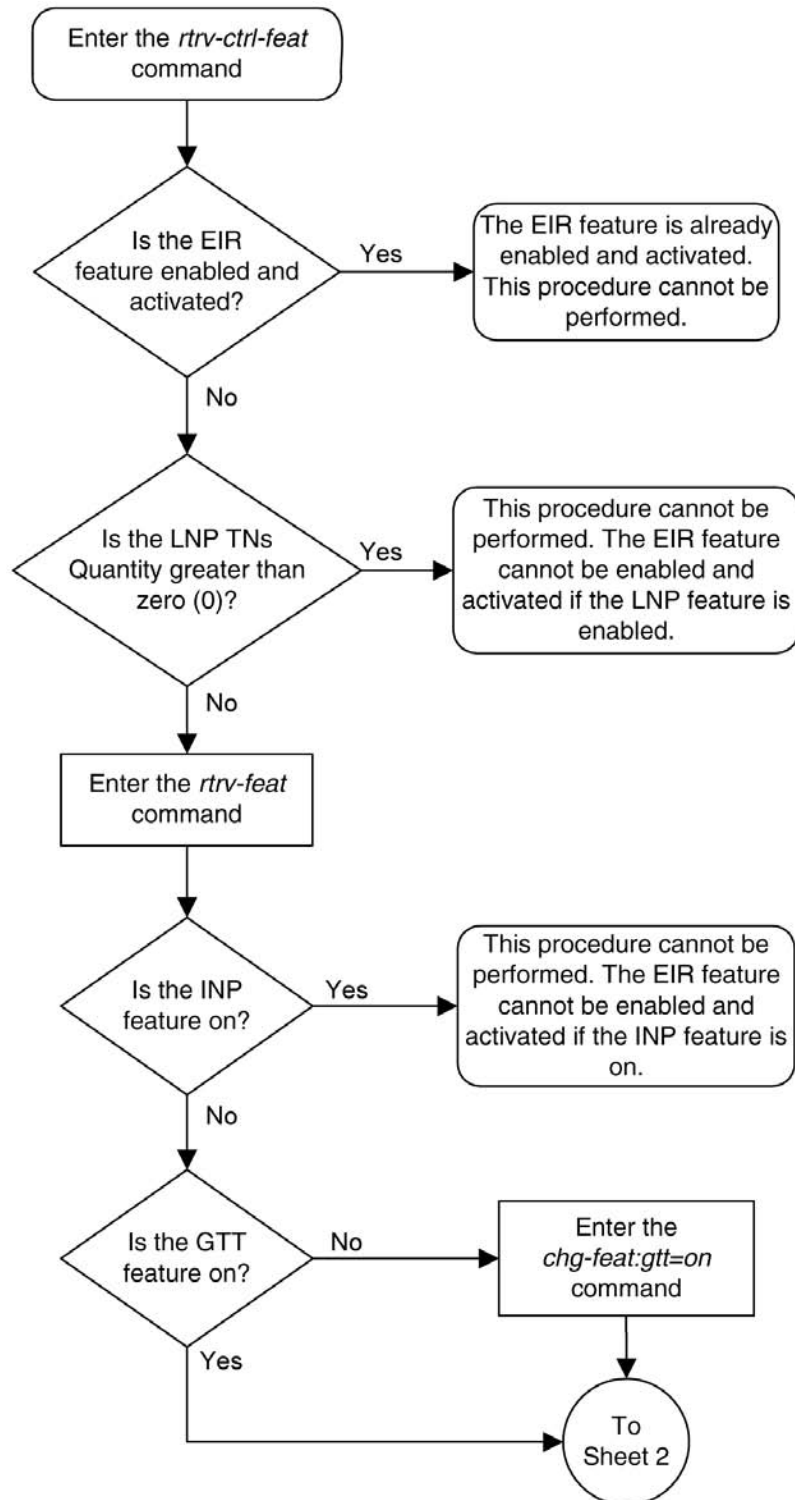 Enter the rtrv-ctrl-feat
command
Is the EIR
feature enabled and
activated?
Yes
The EIR feature is already
enabled and activated.
This procedure cannot be
performed.
No
Is the LNP TNs
Quantity greater than
zero (0)?
Yes
This procedure cannot be
performed. The EIR feature
cannot be enabled and
activated if the LNP feature is
enabled.
No
Enter the rtrv-feat
command
Is the INP
feature on?
Yes
This procedure cannot be
performed. The EIR feature
cannot be enabled and
activated if the INP feature is
on.
No
Is the GTT
feature on?
No
Enter the
chg-feat:gtt=on
command
Yes
To
Sheet 2